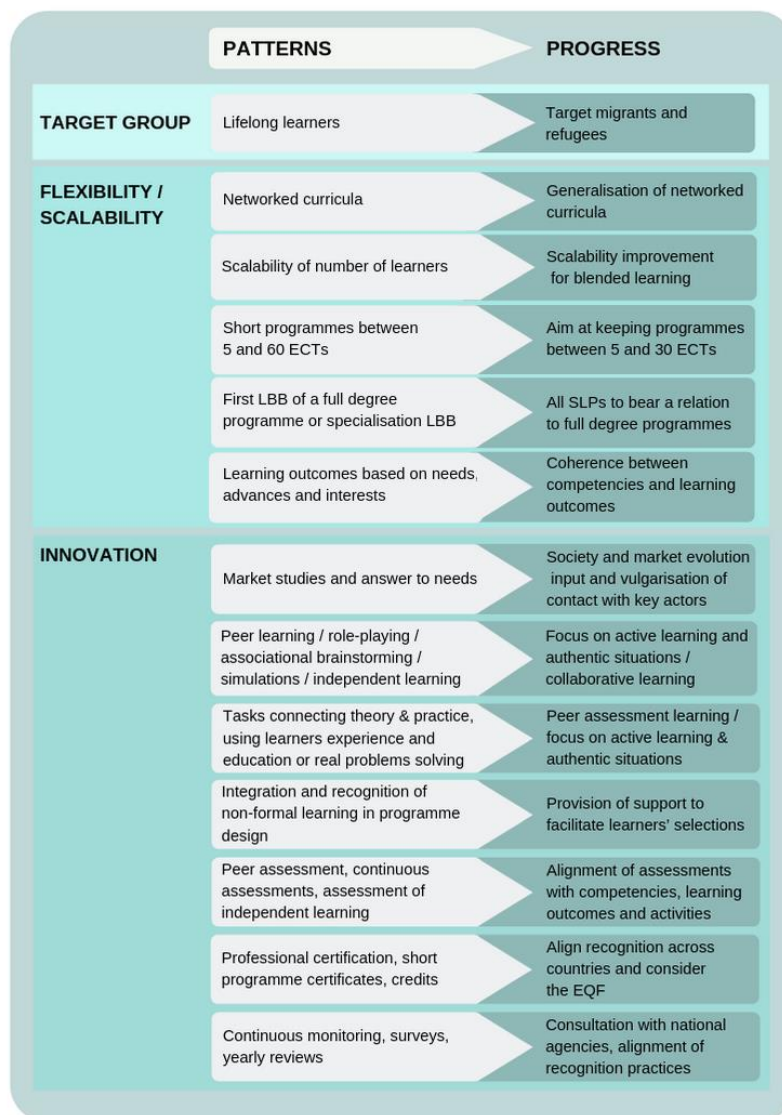 PATTERNS PROGRESS
TARGET GROUP
Lifelong learners
Target migrants and
refugees
FLEXIBILITY /
SCALABILITY
Networked curricula
Generalisation of networked
curricula
Scalability of number of learners
Scalability improvement
for blended learning
Short programmes between
5 and 60 ECTs
Aim at keeping programmes
between 5 and 30 ECTs
First LBB of a full degree
programme or specialisation LBB
All SLPs to bear a relation
to full degree programmes
Learning outcomes based on needs,
advances and interests
Coherence between
competencies and learning
outcomes
INNOVATION
Market studies and answer to needs
Society and market evolution
input and vulgarisation of
contact with key actors
Peer learning / role-playing /
associational brainstorming /
simulations / independent learning
Focus on active learning and
authentic situations /
collaborative learning
Tasks connecting theory & practice,
using learners experience and
education or real problems solving
Peer assessment learning /
focus on active learning &
authentic situations
Integration and recognition of
non-formal learning in programme
design
Provision of support to
facilitate learners' selections
Peer assessment, continuous
assessments, assessment of
independent learning
Alignment of assessments
with competencies, learning
outcomes and activities
Professional certification, short
programme certificates, credits
Align recognition across
countries and consider
the EQF
Continuous monitoring, surveys,
yearly reviews
Consultation with national
agencies, alignment of
recognition practices